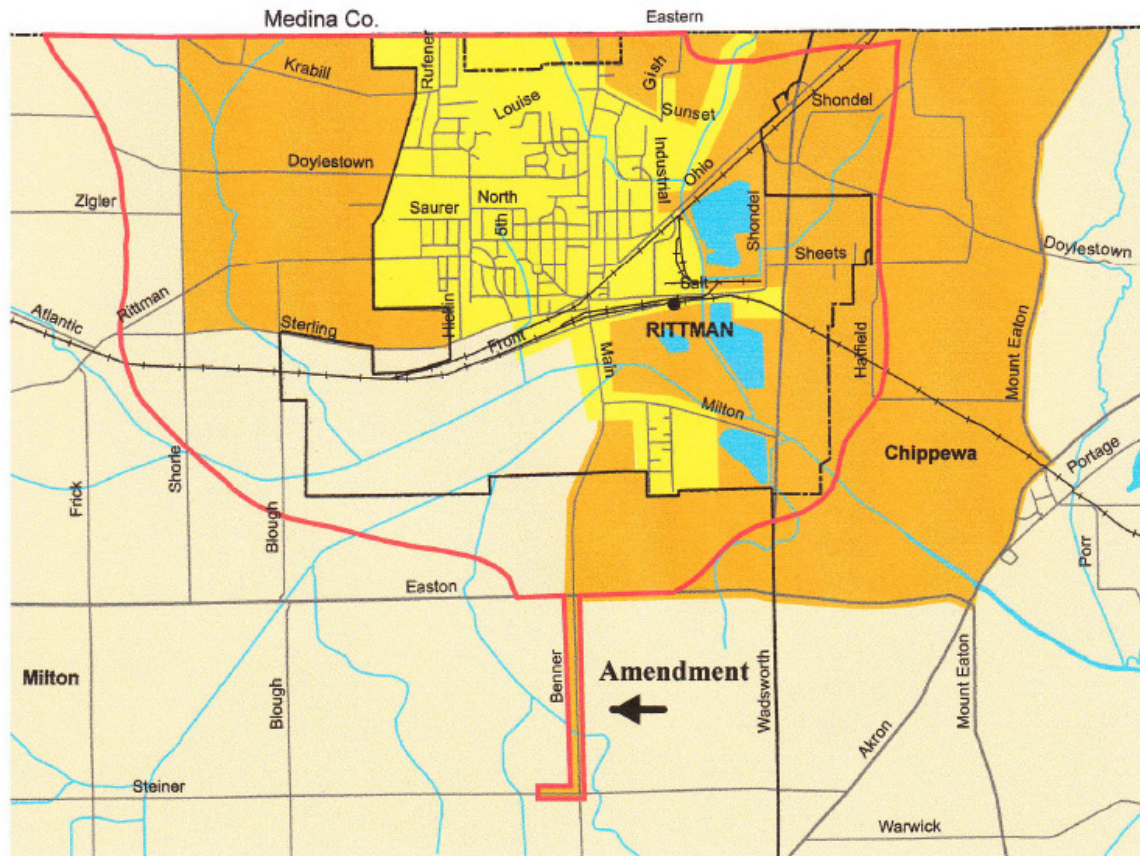 Medina Co.
Eastern
Krabill
Rufener
Gish
Louise
Sunset
Shondel
Doylestown
Industrial
Ohio
Zigler
North
Saurer
5th
Shondel
Sheets
Doylestown
Salt
Rittman
Atlantic
Sterling
Hicklin
Front
RITTMAN
Main
Hatfield
Mount Eaton
Milton
Chippewa
Portage
Frick
Shorle
Blough
Porr
Easton
Milton
Blough
Benner
Amendment
Wadsworth
Mount Eaton
Akron
Steiner
Warwick